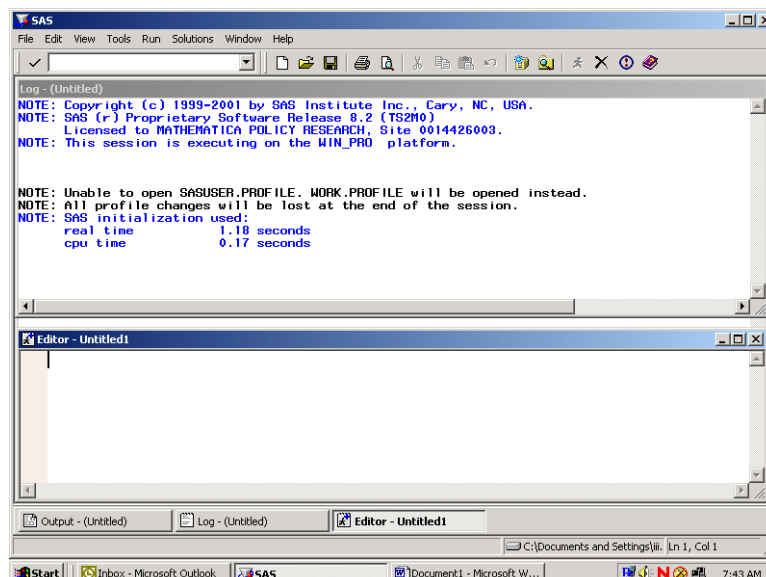 SAS
File Edit View Tools Run Solutions Window Help
Log - (Untitled)
NOTE: Copyright (c) 1999-2001 by SAS Institute Inc., Cary, NC, USA.
NOTE: SAS (r) Proprietary Software Release 8.2 (TS2M0)
Licensed to MATHEMATICA POLICY RESEARCH, Site 0014426003.
NOTE: This session is executing on the WIN_PRO platform.
NOTE: Unable to open SASUSER.PROFILE. WORK.PROFILE will be opened instead.
NOTE: All profile changes will be lost at the end of the session.
NOTE: SAS initialization used:
real time 1.18 seconds
cpu time 0.17 seconds
Editor - Untitled1
Output - (Untitled) Log - (Untitled) Editor - Untitled1
C:\Documents and Settings\iii. Ln 1, Col 1
Start Inbox - Microsoft Outlook SAS Document1 - Microsoft W... 7:43 AM